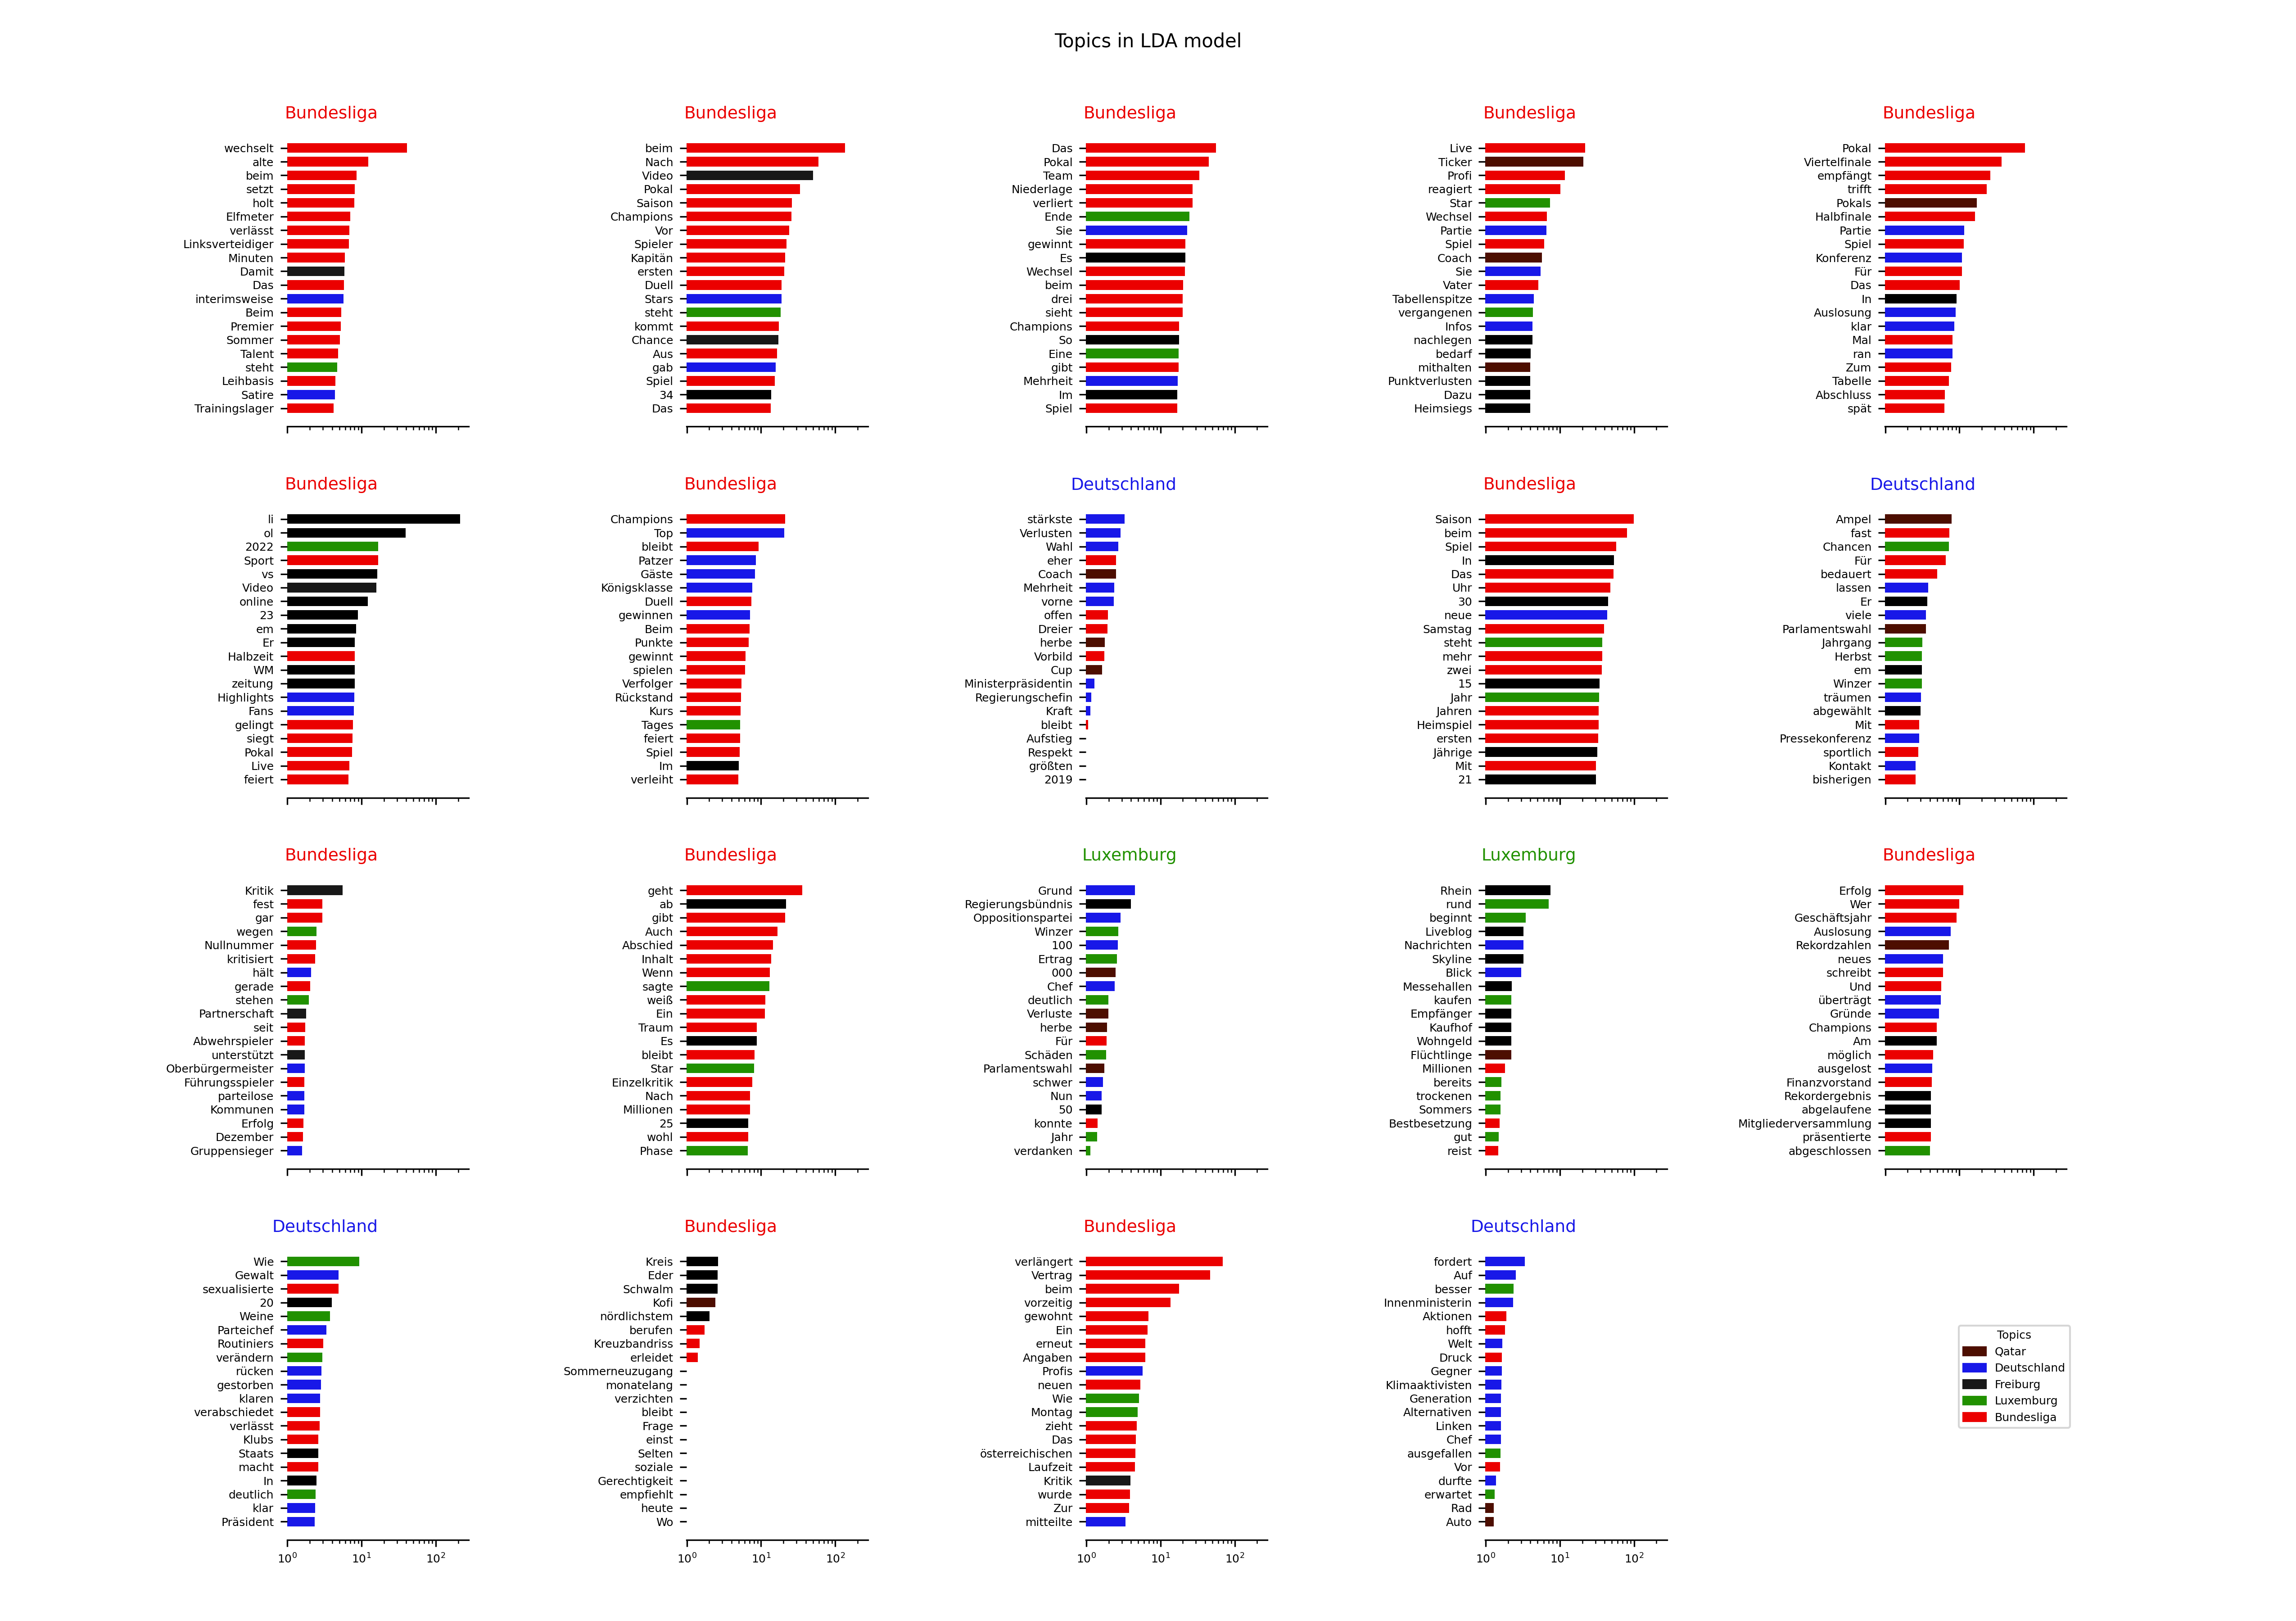 Topics in LDA model
Bundesliga
wechselt
alte
beim
setzt
holt
Elfmeter
verlässt
Linksverteidiger
Minuten
Damit
Das
interimsweise
Beim
Premier
Sommer
Talent
steht
Leihbasis
Satire
Trainingslager
Bundesliga
beim
Nach
Video
Pokal
Saison
Champions
Vor
Spieler
Kapitän
ersten
Duell
Stars
steht
kommt
Chance
Aus
gab
Spiel
34
Das
Bundesliga
Das
Pokal
Team
Niederlage
verliert
Ende
Sie
gewinnt
Es
Wechsel
beim
drei
sieht
Champions
So
Eine
gibt
Mehrheit
Im
Spiel
Bundesliga
Live
Ticker
Profi
reagiert
Star
Wechsel
Partie
Spiel
Coach
Sie
Vater
Tabellenspitze
vergangenen
Infos
nachlegen
bedarf
mithalten
Punktverlusten
Dazu
Heimsiegs
Bundesliga
Pokal
Viertelfinale
empfängt
trifft
Pokals
Halbfinale
Partie
Spiel
Konferenz
Für
Das
In
Auslosung
klar
Mal
ran
Zum
Tabelle
Abschluss
spät
Bundesliga
li
ol
2022
Sport
vs
Video
online
23
em
Er
Halbzeit
WM
zeitung
Highlights
Fans
gelingt
siegt
Pokal
Live
feiert
Bundesliga
Champions
Top
bleibt
Patzer
Gäste
Königsklasse
Duell
gewinnen
Beim
Punkte
gewinnt
spielen
Verfolger
Rückstand
Kurs
Tages
feiert
Spiel
Im
verleiht
Deutschland
stärkste
Verlusten
Wahl
eher
Coach
Mehrheit
vorne
offen
Dreier
herbe
Vorbild
Cup
Ministerpräsidentin
Regierungschefin
Kraft
bleibt
Aufstieg
Respekt
größten
2019
Bundesliga
Saison
beim
Spiel
In
Das
Uhr
30
neue
Samstag
steht
mehr
zwei
15
Jahr
Jahren
Heimspiel
ersten
Jährige
Mit
21
Deutschland
Ampel
fast
Chancen
Für
bedauert
lassen
Er
viele
Parlamentswahl
Jahrgang
Herbst
em
Winzer
träumen
abgewählt
Mit
Pressekonferenz
sportlich
Kontakt
bisherigen
Bundesliga
Kritik
fest
gar
wegen
Nullnummer
kritisiert
hält
gerade
stehen
Partnerschaft
seit
Abwehrspieler
unterstützt
Oberbürgermeister
Führungsspieler
parteilose
Kommunen
Erfolg
Dezember
Gruppensieger
Bundesliga
geht
ab
gibt
Auch
Abschied
Inhalt
Wenn
sagte
weiß
Ein
Traum
Es
bleibt
Star
Einzelkritik
Nach
Millionen
25
wohl
Phase
Luxemburg
Grund
Regierungsbündnis
Oppositionspartei
Winzer
100
Ertrag
000
Chef
deutlich
Verluste
herbe
Für
Schäden
Parlamentswahl
schwer
Nun
50
konnte
Jahr
verdanken
Luxemburg
Rhein
rund
beginnt
Liveblog
Nachrichten
Skyline
Blick
Messehallen
kaufen
Empfänger
Kaufhof
Wohngeld
Flüchtlinge
Millionen
bereits
trockenen
Sommers
Bestbesetzung
gut
reist
Bundesliga
Erfolg
Wer
Geschäftsjahr
Auslosung
Rekordzahlen
neues
schreibt
Und
überträgt
Gründe
Champions
Am
möglich
ausgelost
Finanzvorstand
Rekordergebnis
abgelaufene
Mitgliederversammlung
präsentierte
abgeschlossen
Deutschland
Wie
Gewalt
sexualisierte
20
Weine
Parteichef
Routiniers
verändern
rücken
gestorben
klaren
verabschiedet
verlässt
Klubs
Staats
macht
In
deutlich
klar
Präsident
10⁰ 10¹ 10²
Bundesliga
Kreis
Eder
Schwalm
Kofi
nördlichstem
berufen
Kreuzbandriss
erleidet
Sommerneuzugang
monatelang
verzichten
bleibt
Frage
einst
Selten
soziale
Gerechtigkeit
empfiehlt
heute
Wo
10⁰ 10¹ 10²
Bundesliga
verlängert
Vertrag
beim
vorzeitig
gewohnt
Ein
erneut
Angaben
Profis
neuen
Wie
Montag
zieht
Das
österreichischen
Laufzeit
Kritik
wurde
Zur
mitteilte
10⁰ 10¹ 10²
Deutschland
fordert
Auf
besser
Innenministerin
Aktionen
hofft
Welt
Druck
Gegner
Klimaaktivisten
Generation
Alternativen
Linken
Chef
ausgefallen
Vor
durfte
erwartet
Rad
Auto
10⁰ 10¹ 10²
Topics
Qatar
Deutschland
Freiburg
Luxemburg
Bundesliga